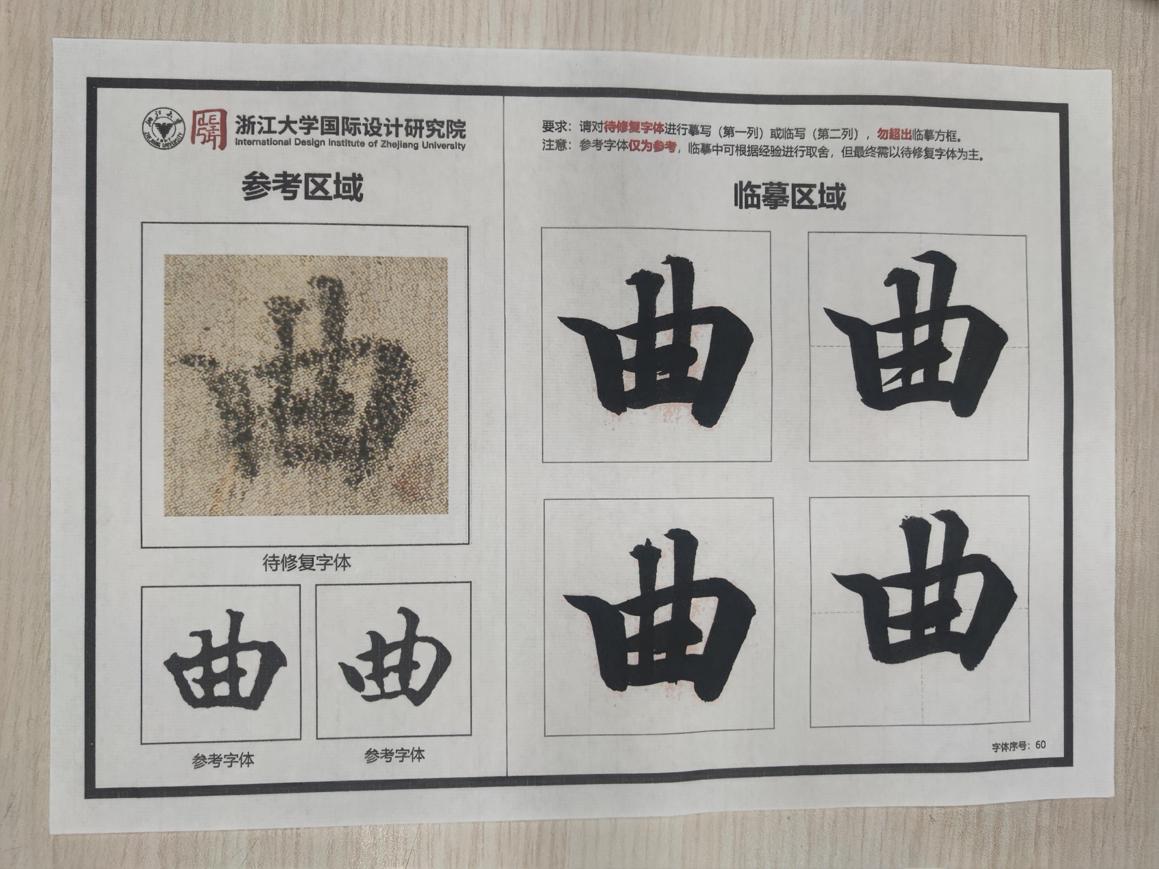 浙江大学国际设计研究院
International Design Institute of Zhejiang University
参考区域
曲
待修复字体
曲 曲
参考字体 参考字体
要求：请对待修复字体进行摹写（第一列）或临写（第二列），勿超出临摹方框。
注意：参考字体仅为参考，临摹中可根据经验进行取舍，但最终需以待修复字体为主。
临摹区域
曲 曲
曲 曲
字体序号：60